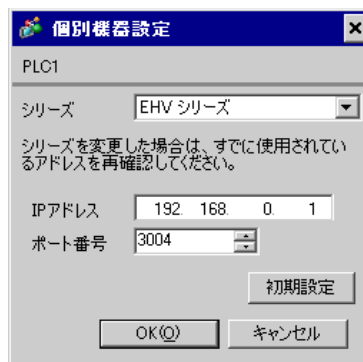 個別機器設定
PLC1
シリーズ EHV シリーズ
シリーズを変更した場合は、すでに使用されてい
るアドレスを再確認してください。
IPアドレス 192. 168. 0. 1
ポート番号 3004
初期設定
OK(O) キャンセル